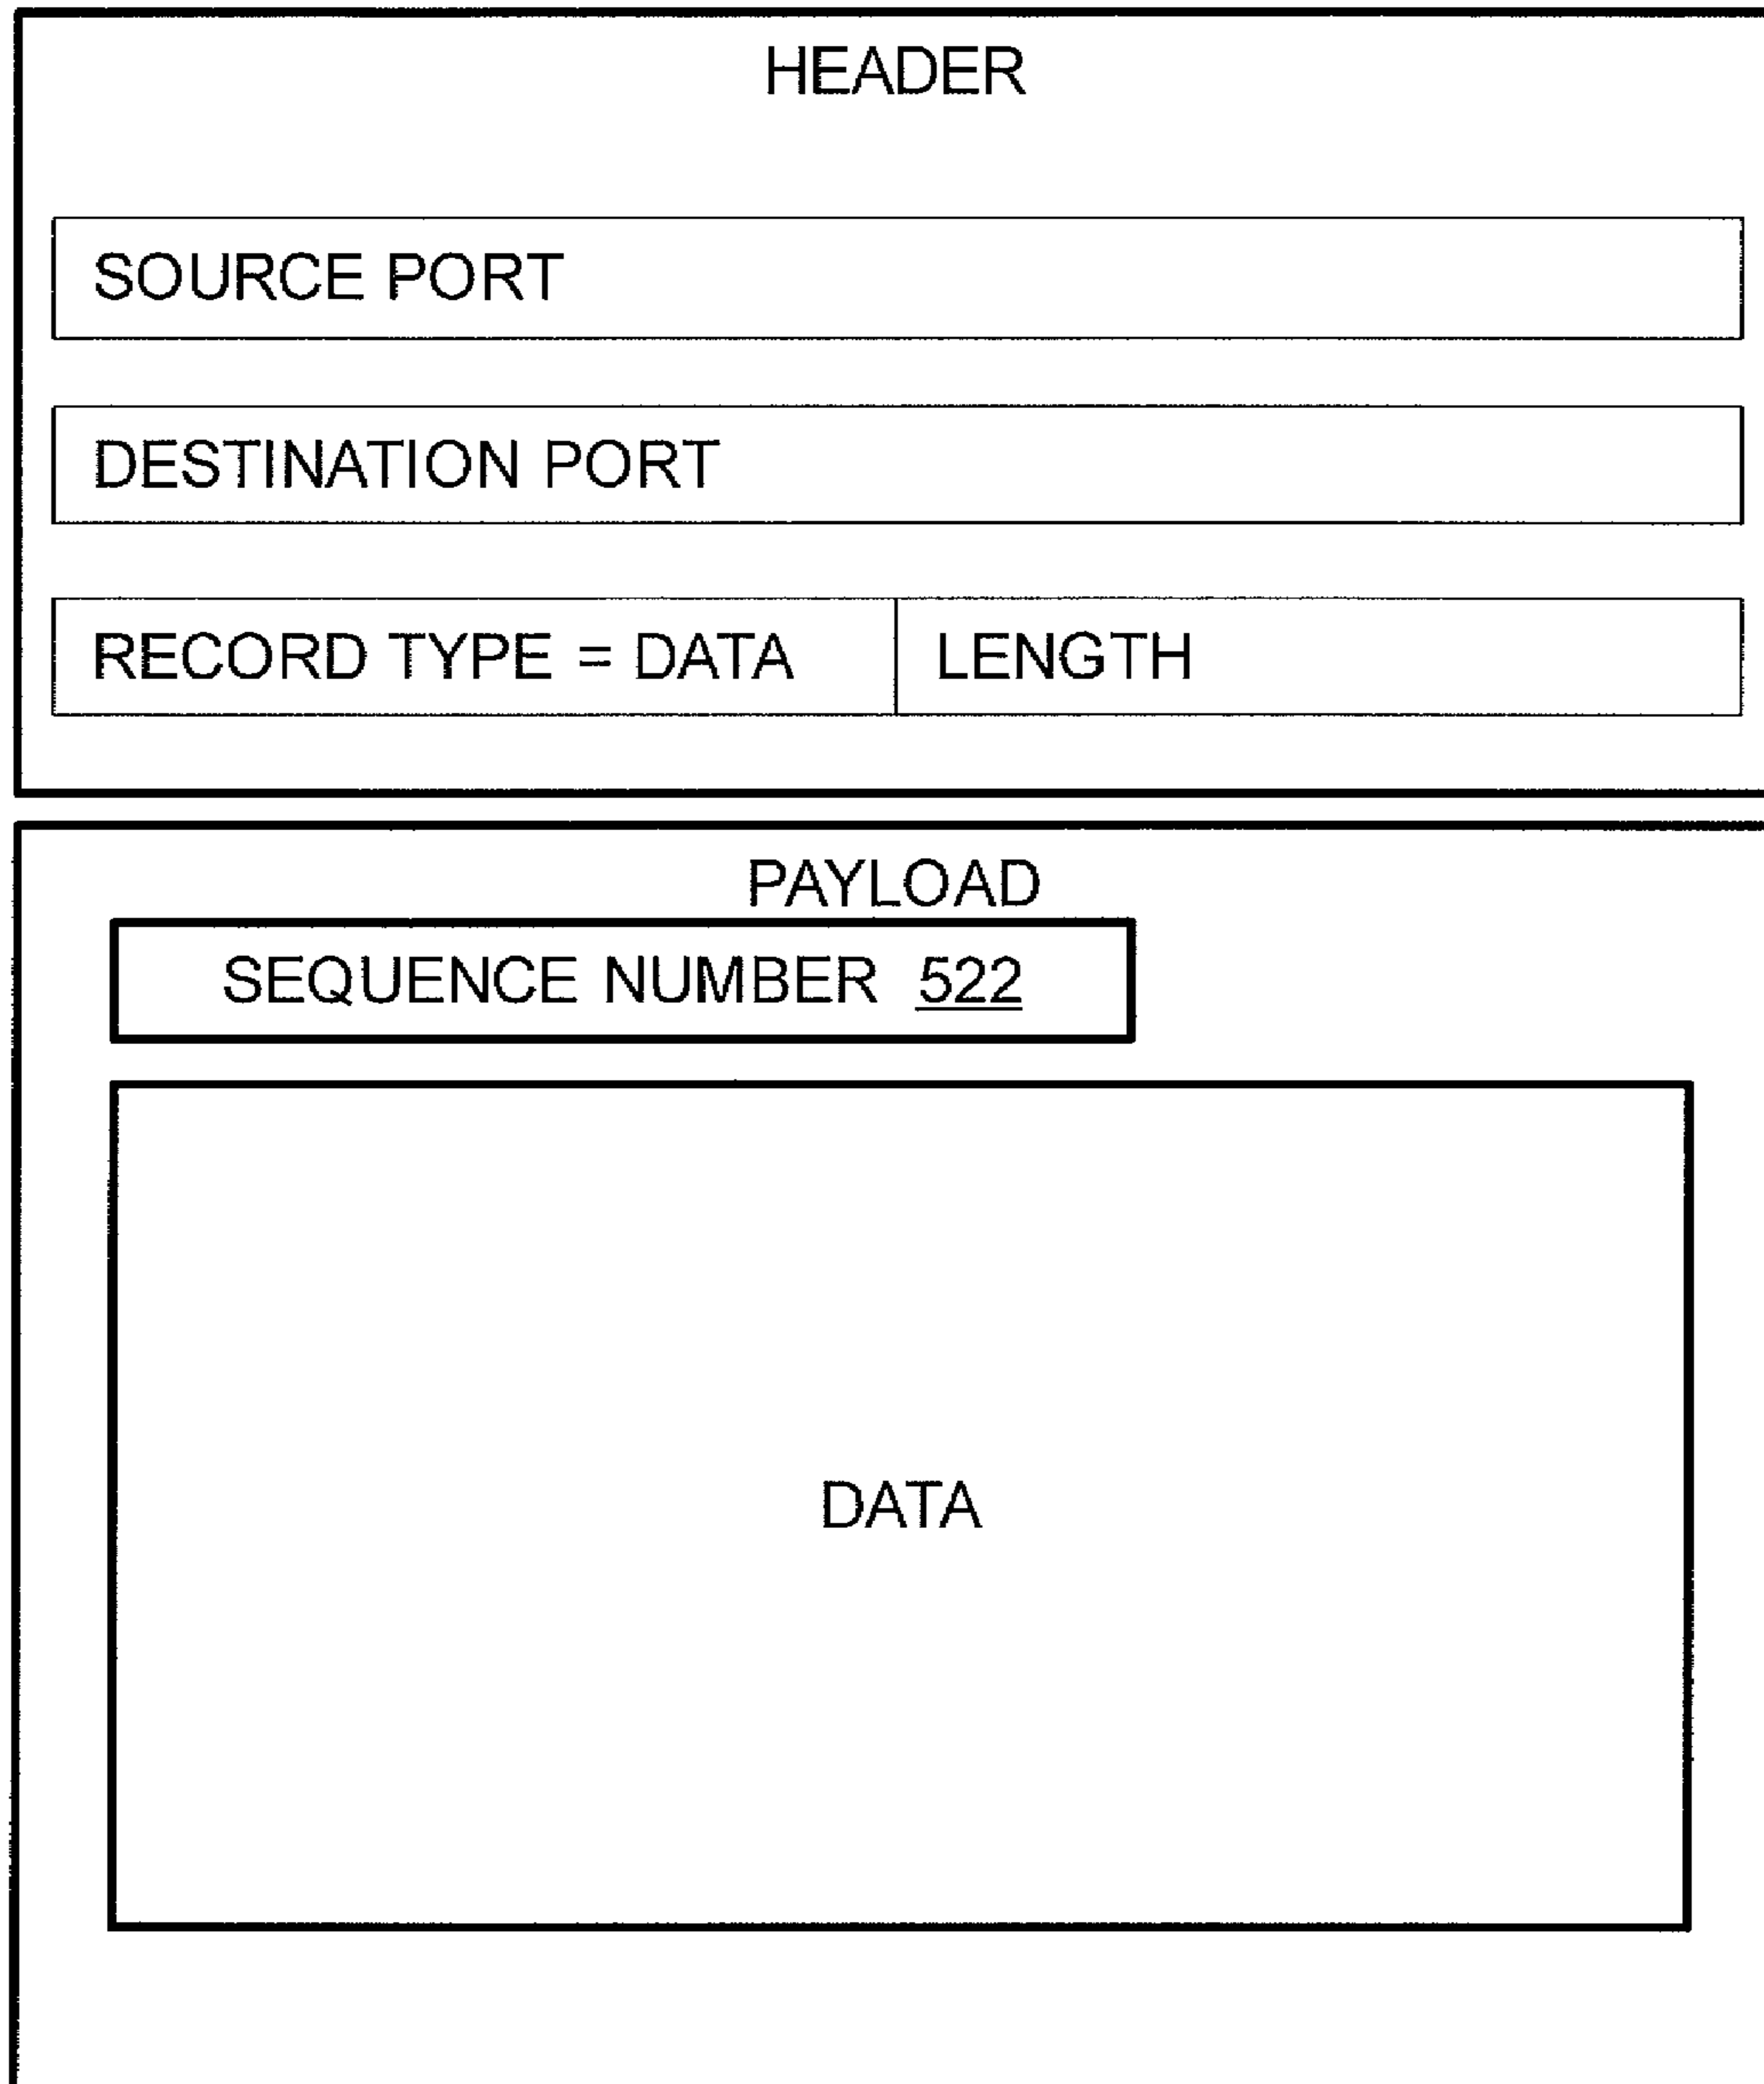 HEADER
SOURCE PORT
DESTINATION PORT
RECORD TYPE = DATA LENGTH
PAYLOAD
SEQUENCE NUMBER 522
DATA